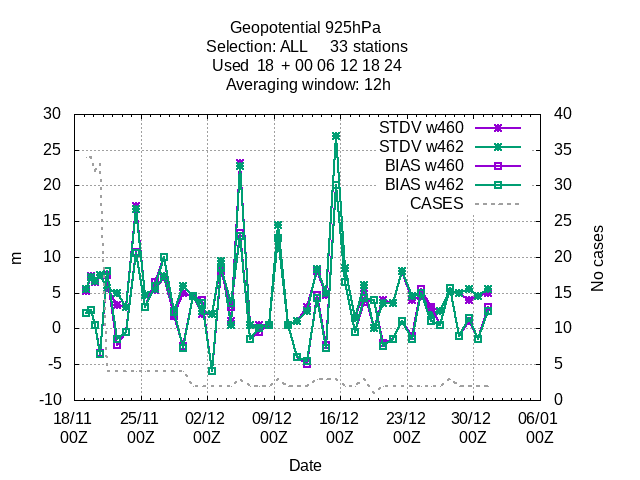 Geopotential 925hPa
Selection: ALL     33 stations
Used  18  + 00 06 12 18 24
Averaging window: 12h
30 40
STDV w460
25 35
STDV w462
BIAS w460
20 30
BIAS w462
CASES
15 25
10 20
m
No cases
5 15
0 10
-5 5
-10 0
18/11 25/11 02/12 09/12 16/12 23/12 30/12 06/01
00Z 00Z 00Z 00Z 00Z 00Z 00Z 00Z
Date